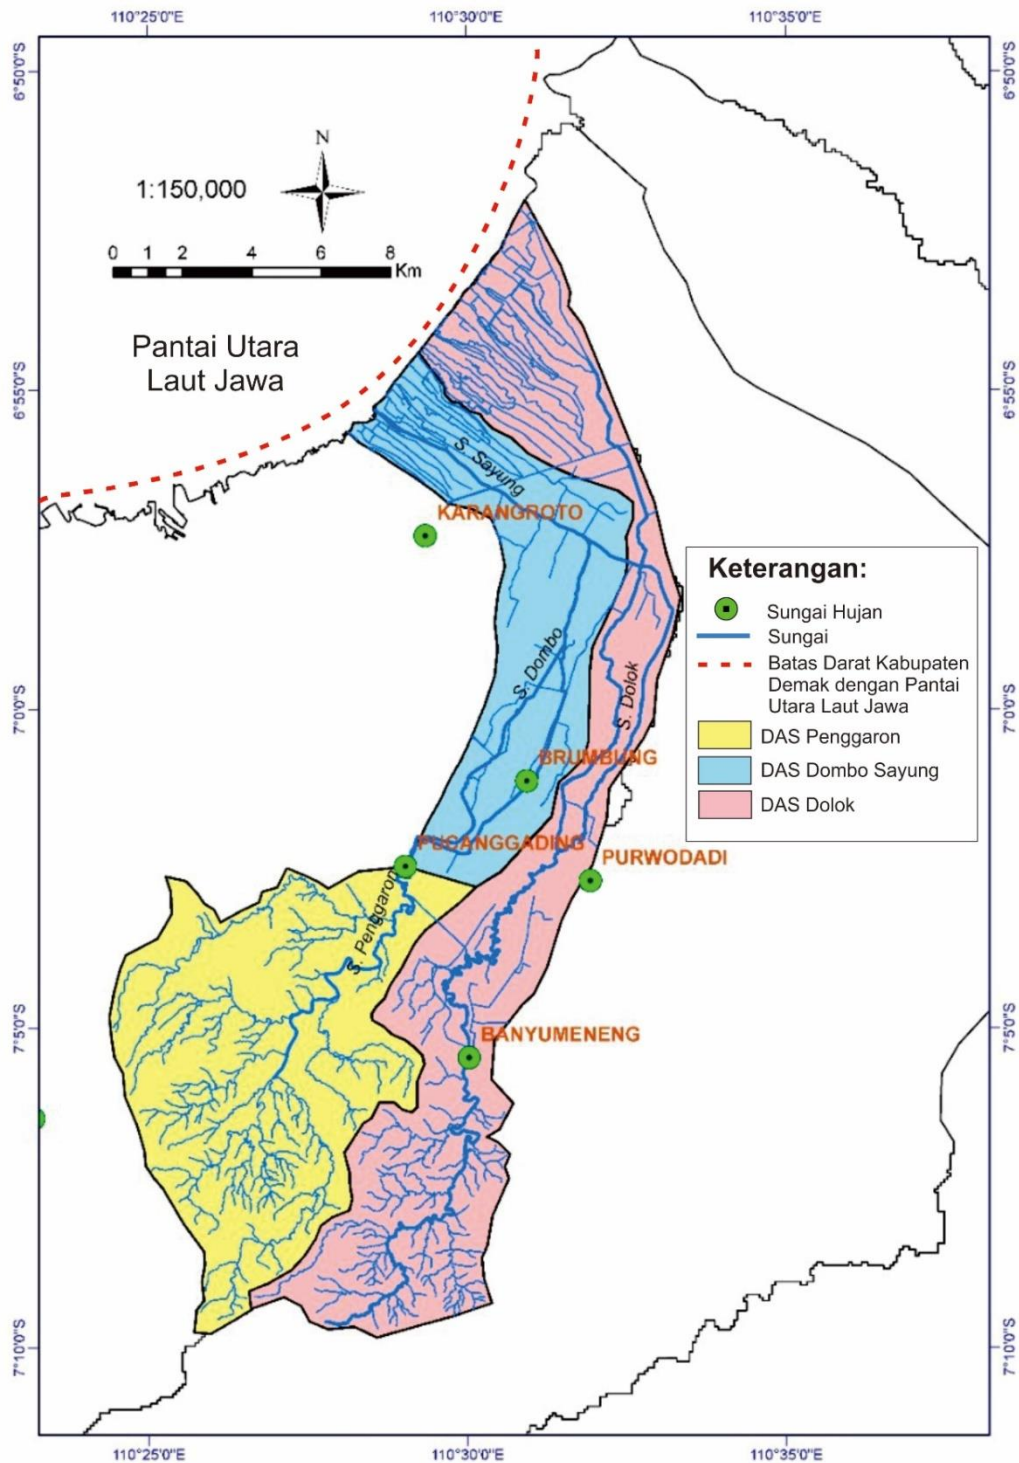 110°25'0"E 110°30'0"E 110°35'0"E
6°50'0"S 6°50'0"S
N
1:150,000
0 1 2 4 6 8 Km
Pantai Utara
Laut Jawa
6°55'0"S 6°55'0"S
S. Sayung
KARANGROTO
Keterangan:
Sungai Hujan
Sungai
Batas Darat Kabupaten
Demak dengan Pantai
Utara Laut Jawa
DAS Penggaron
DAS Dombo Sayung
DAS Dolok
S. Dombo
S. Dolok
7°0'0"S 7°0'0"S
BRUMBUNG
PUCANGGADING
PURWODADI
S. Penggaron
7°5'0"S 7°5'0"S
BANYUMENENG
7°10'0"S 7°10'0"S
110°25'0"E 110°30'0"E 110°35'0"E